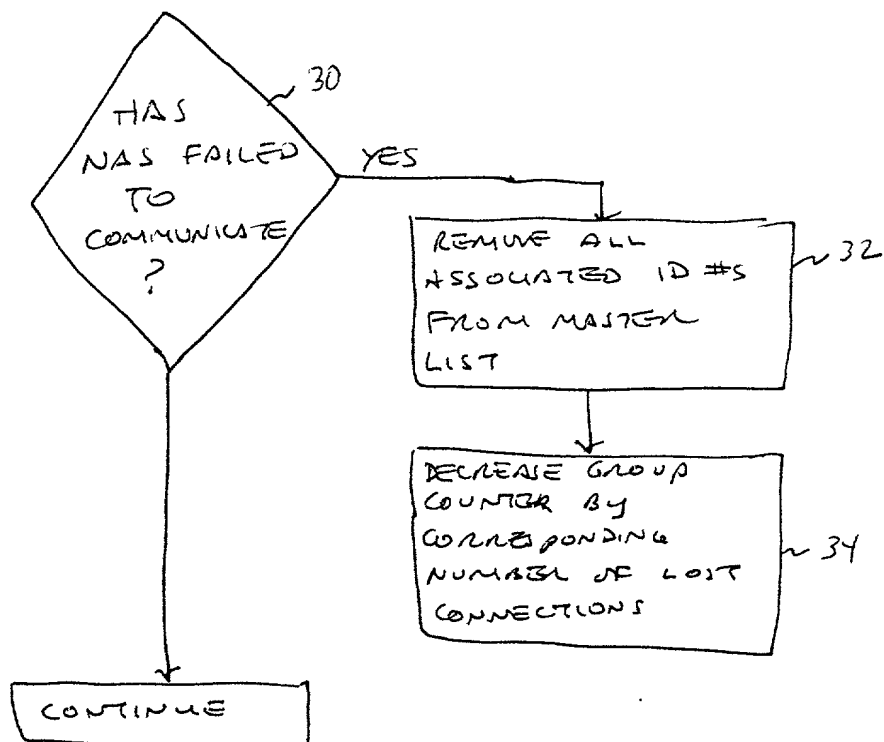 HAS
NAS FAILED
TO
COMMUNICATE
?
30
YES
REMOVE ALL
ASSOCIATED ID #S
FROM MASTER
LIST
32
DECREASE GROUP
COUNTER BY
CORRESPONDING
NUMBER OF LOST
CONNECTIONS
34
CONTINUE